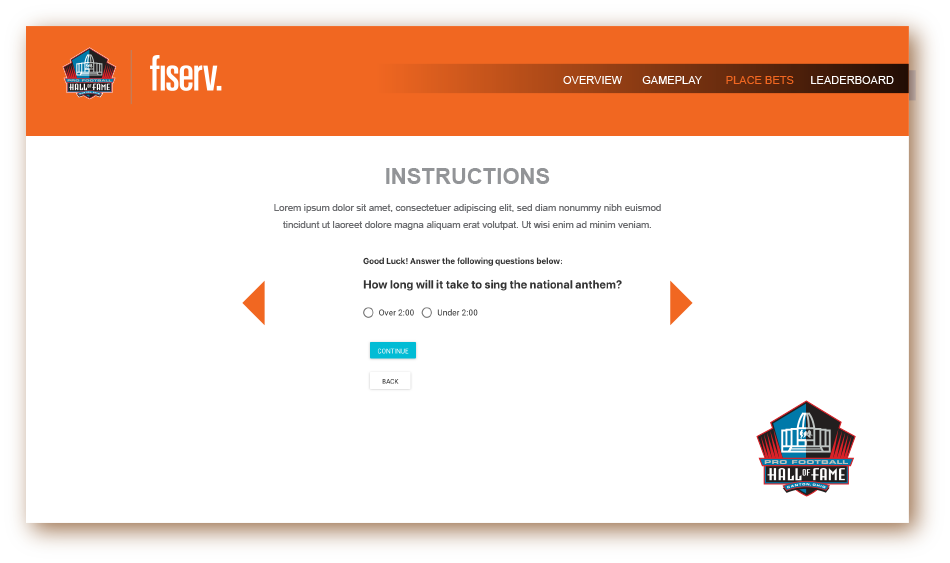 PRO FOOTBALL
HALL OF FAME
fiserv.
OVERVIEW GAMEPLAY PLACE BETS LEADERBOARD
INSTRUCTIONS
Lorem ipsum dolor sit amet, consectetuer adipiscing elit, sed diam nonummy nibh euismod
tincidunt ut laoreet dolore magna aliquam erat volutpat. Ut wisi enim ad minim veniam.
Good Luck! Answer the following questions below:
How long will it take to sing the national anthem?
Over 2:00 Under 2:00
CONTINUE
BACK
PRO FOOTBALL
HALL OF FAME
CANTON, OHIO